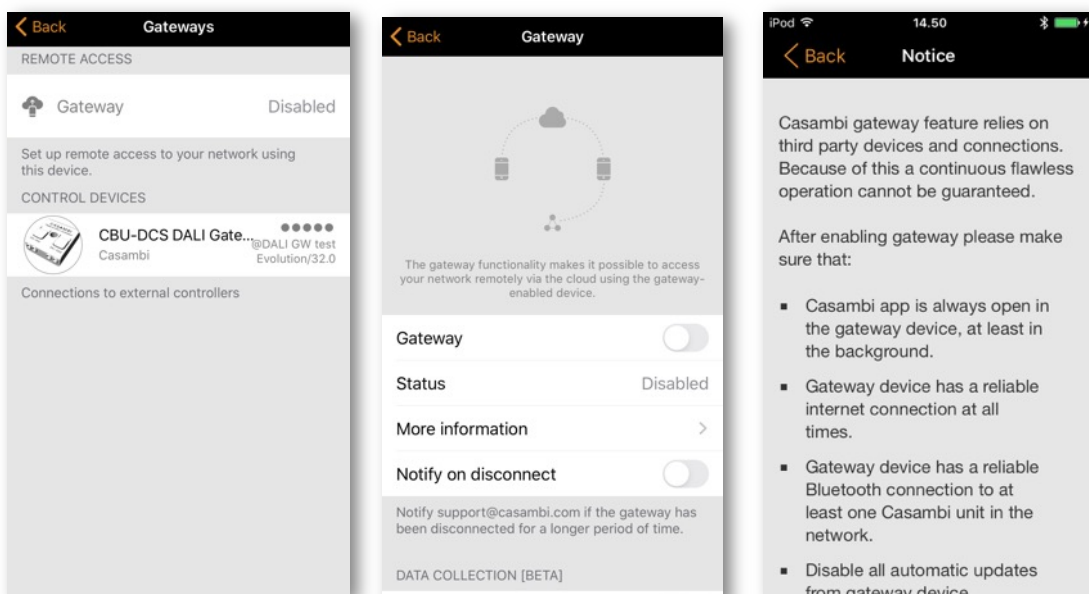 Back
Gateways
REMOTE ACCESS
Gateway
Disabled
Set up remote access to your network using
this device.
CONTROL DEVICES
CBU-DCS DALI Gate...
@DALI GW test
Casambi
Evolution/32.0
Connections to external controllers
Back
Gateway
The gateway functionality makes it possible to access
your network remotely via the cloud using the gateway-
enabled device.
Gateway
Status
Disabled
More information
Notify on disconnect
Notify support@casambi.com if the gateway has
been disconnected for a longer period of time.
DATA COLLECTION [BETA]
iPod
14.50
Back
Notice
Casambi gateway feature relies on
third party devices and connections.
Because of this a continuous flawless
operation cannot be guaranteed.
After enabling gateway please make
sure that:
▪ Casambi app is always open in
the gateway device, at least in
the background.
▪ Gateway device has a reliable
internet connection at all
times.
▪ Gateway device has a reliable
Bluetooth connection to at
least one Casambi unit in the
network.
▪ Disable all automatic updates
from gateway device